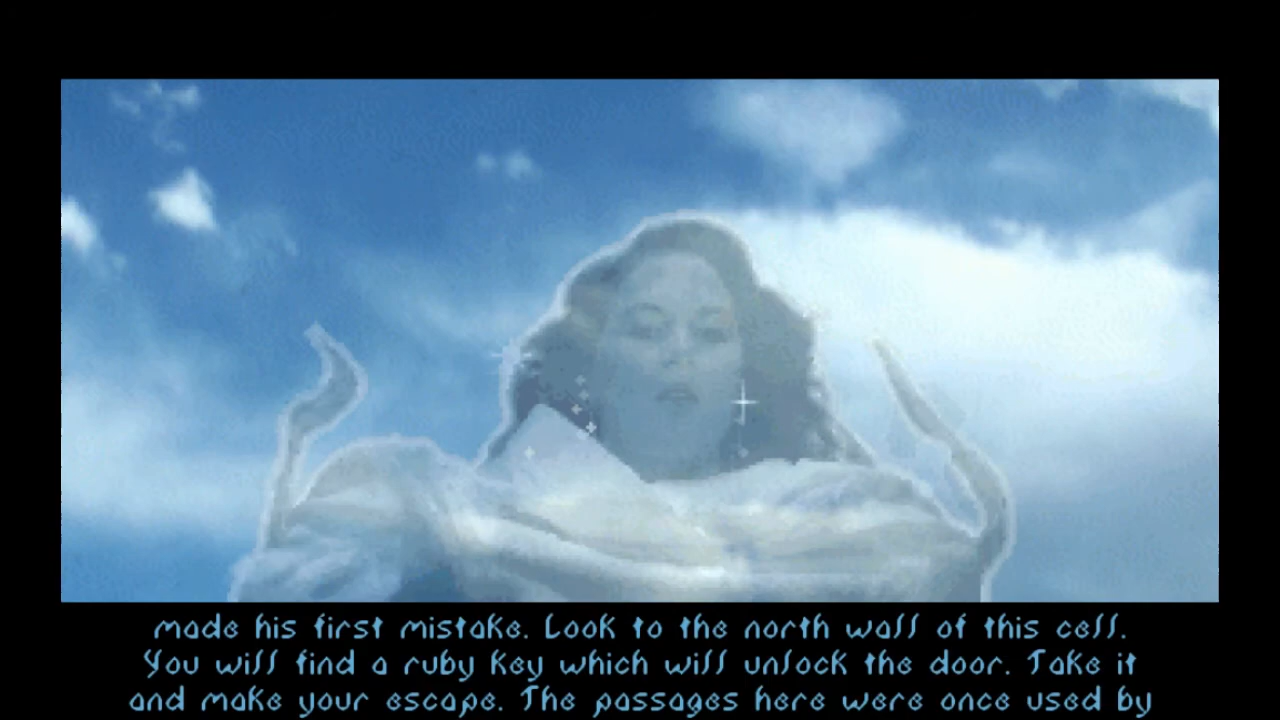 made his first mistake. Look to the north wall of this cell.
You will find a ruby key which will unlock the door. Take it
and make your escape. The passages here were once used by